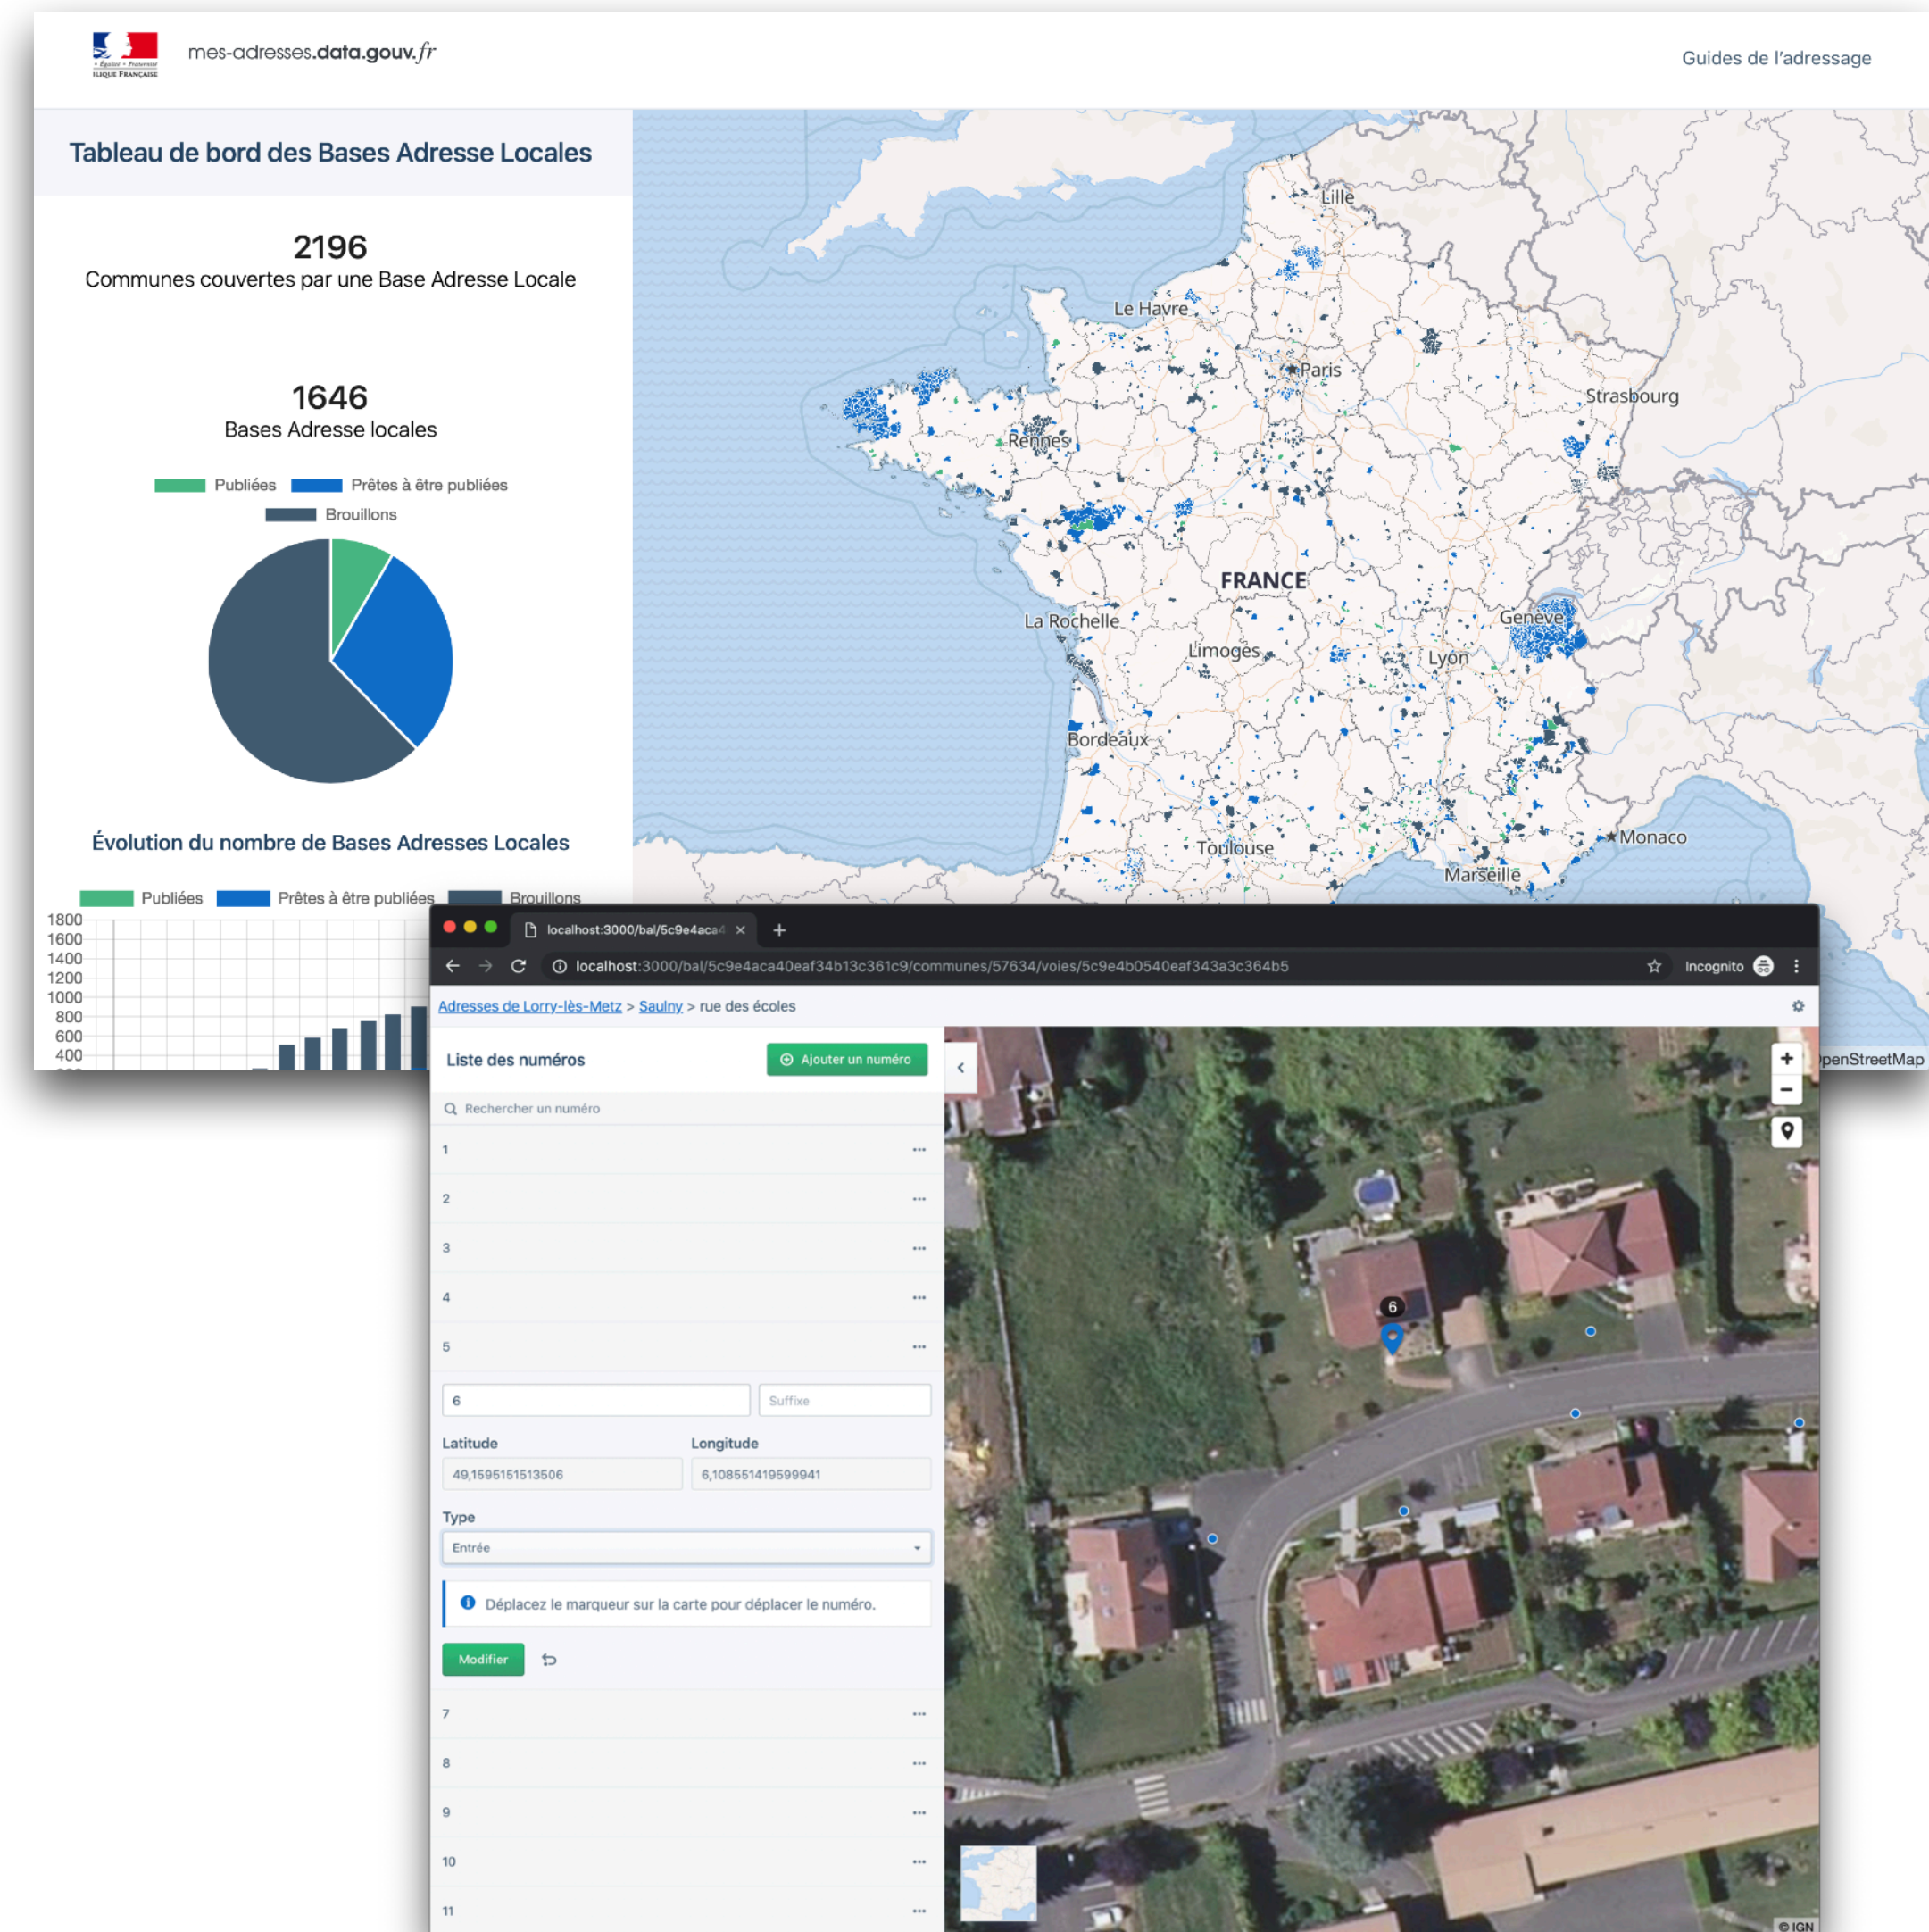 • Égalité • Fraternité
ILIQUE FRANÇAISE
mes-adresses.data.gouv.fr
Guides de l'adressage
Tableau de bord des Bases Adresse Locales
2196
Communes couvertes par une Base Adresse Locale
1646
Bases Adresse locales
Publiées
Prêtes à être publiées
Brouillons
Évolution du nombre de Bases Adresses Locales
Publiées
Prêtes à être publiées
Brouillons
1800
1600
1400
1200
1000
800
600
400
Lille
Le Havre
Paris
Strasbourg
Rennes
FRANCE
La Rochelle
Genève
Limoges
Lyon
Bordeaux
Toulouse
Monaco
Marseille
penStreetMap
localhost:3000/bal/5c9e4aca4
localhost:3000/bal/5c9e4aca40eaf34b13c361c9/communes/57634/voies/5c9e4b0540eaf343a3c364b5
Incognito
Adresses de Lorry-lès-Metz > Saulny > rue des écoles
Liste des numéros
Ajouter un numéro
Rechercher un numéro
1
2
3
4
5
6
Suffixe
Latitude
Longitude
49,1595151513506
6,108551419599941
Type
Entrée
Déplacez le marqueur sur la carte pour déplacer le numéro.
Modifier
7
8
9
10
11
6
© IGN